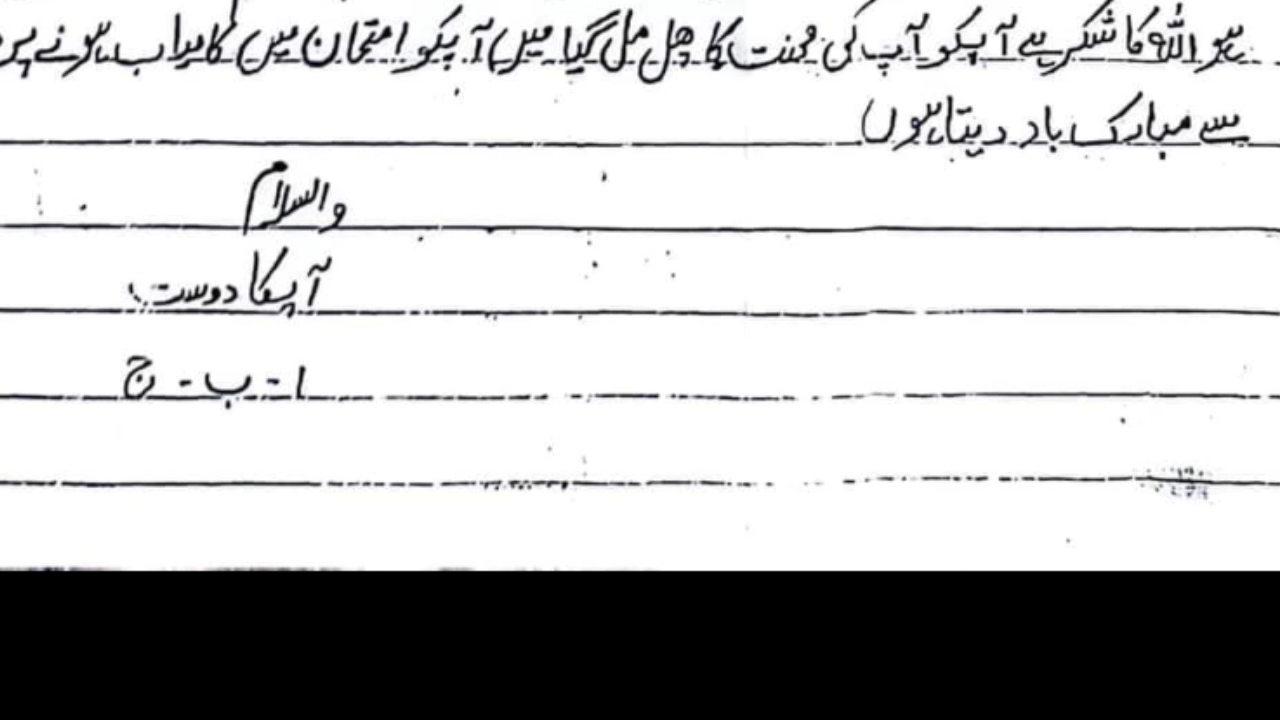 ہو اللہ کا شکر ہے آپکو آپ کی محنت کا پھل مل گیا میں آپکو امتحان میں کامیاب ہونے پر
سے مبارک باد دیتا ہوں
والسلام
آپکا دوست
ا - ب - ج